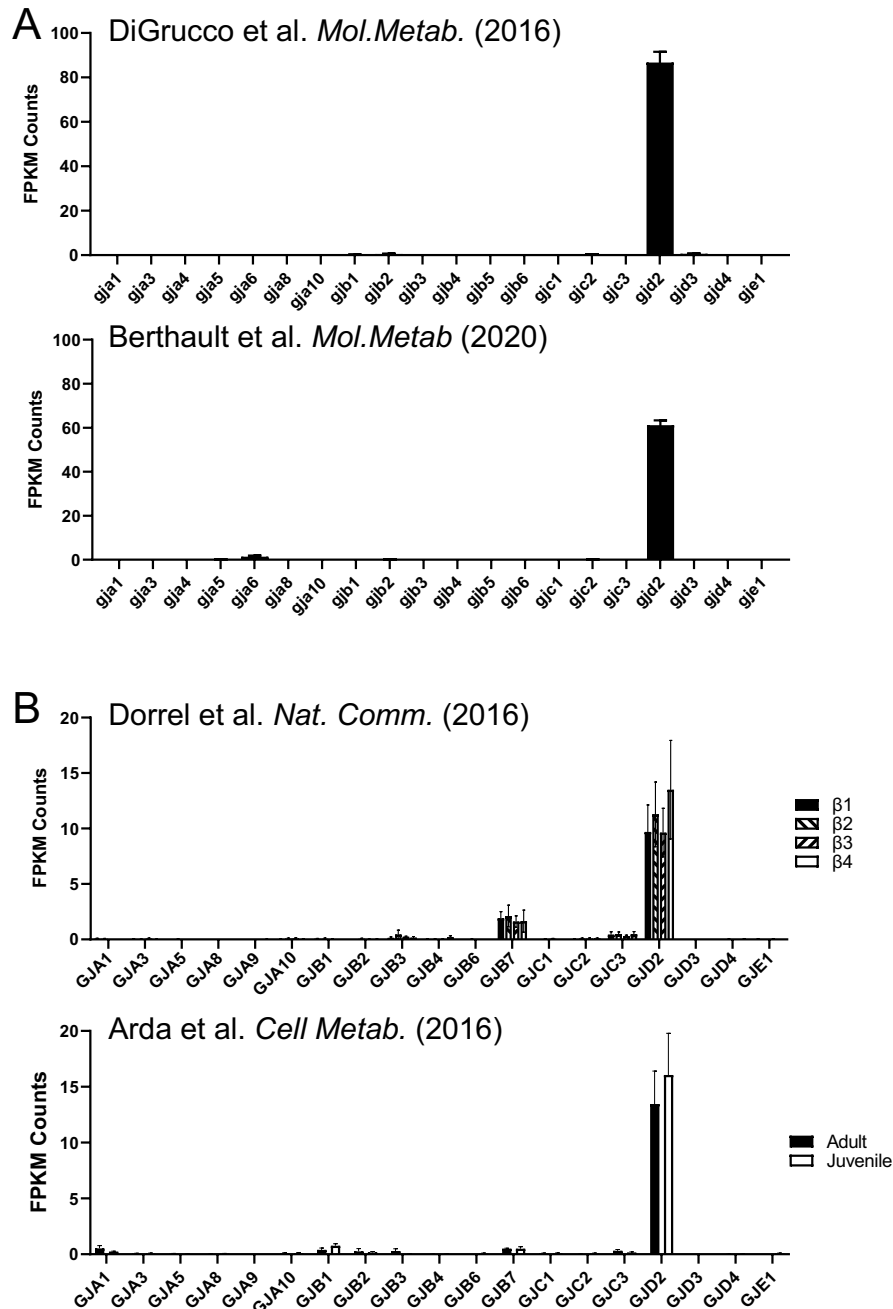 A
DiGrucco et al. Mol.Metab. (2016)
100
80
60
40
20
0
FPKM Counts
gja1 gja3 gja4 gja5 gja6 gja8 gja10 gjb1 gjb2 gjb3 gjb4 gjb5 gjb6 gjc1 gjc2 gjc3 gjd2 gjd3 gjd4 gje1
Berthault et al. Mol.Metab (2020)
100
80
60
40
20
0
FPKM Counts
gja1 gja3 gja4 gja5 gja6 gja8 gja10 gjb1 gjb2 gjb3 gjb4 gjb5 gjb6 gjc1 gjc2 gjc3 gjd2 gjd3 gjd4 gje1
B
Dorrel et al. Nat. Comm. (2016)
20
15
10
5
0
FPKM Counts
β1
β2
β3
β4
GJA1 GJA3 GJA5 GJA8 GJA9 GJA10 GJB1 GJB2 GJB3 GJB4 GJB6 GJB7 GJC1 GJC2 GJC3 GJD2 GJD3 GJD4 GJE1
Arda et al. Cell Metab. (2016)
20
15
10
5
0
FPKM Counts
Adult
Juvenile
GJA1 GJA3 GJA5 GJA8 GJA9 GJA10 GJB1 GJB2 GJB3 GJB4 GJB6 GJB7 GJC1 GJC2 GJC3 GJD2 GJD3 GJD4 GJE1